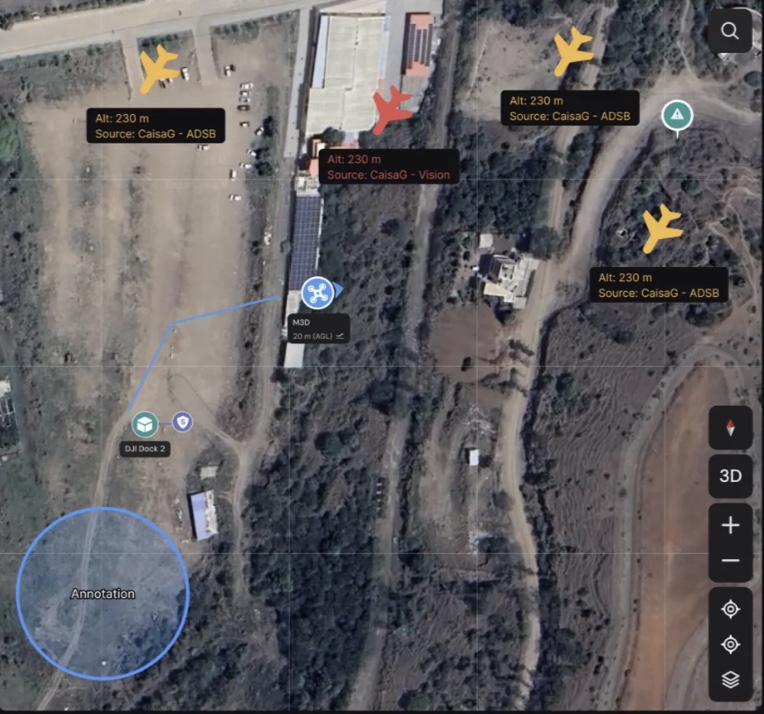 Alt: 230 m
Source: CaisaG - ADSB
Alt: 230 m
Source: CaisaG - ADSB
Alt: 230 m
Source: CaisaG - Vision
Alt: 230 m
Source: CaisaG - ADSB
M3D
20 m (AGL)
DJI Dock 2
3D
Annotation